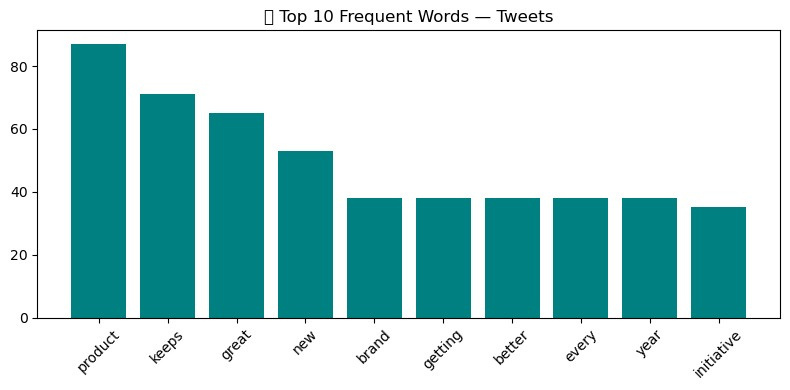 Top 10 Frequent Words — Tweets
80
60
40
20
0
product keeps great new brand getting better every year initiative